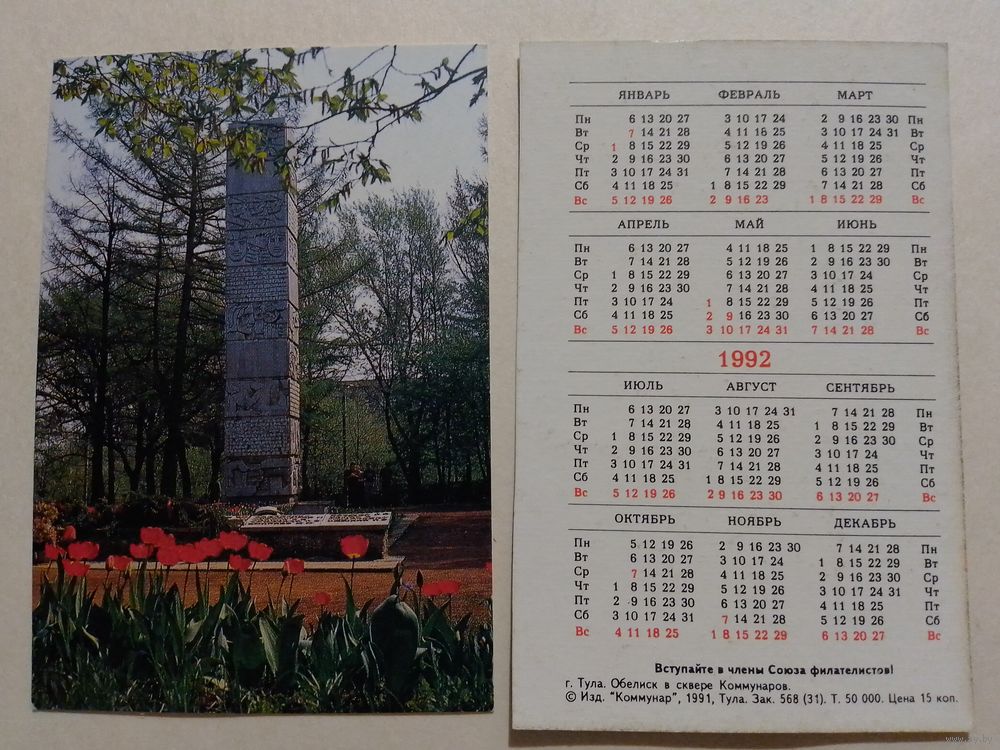 ЯНВАРЬ ФЕВРАЛЬ МАРТ
Пн 6 13 20 27 3 10 17 24 2 9 16 23 30 Пн
Вт 7 14 21 28 4 11 18 25 3 10 17 24 31 Вт
Ср 1 8 15 22 29 5 12 19 26 4 11 18 25 Ср
Чт 2 9 16 23 30 6 13 20 27 5 12 19 26 Чт
Пт 3 10 17 24 31 7 14 21 28 6 13 20 27 Пт
Сб 4 11 18 25 1 8 15 22 29 7 14 21 28 Сб
Вс 5 12 19 26 2 9 16 23 1 8 15 22 29 Вс
АПРЕЛЬ МАЙ ИЮНЬ
Пн 6 13 20 27 4 11 18 25 1 8 15 22 29 Пн
Вт 7 14 21 28 5 12 19 26 2 9 16 23 30 Вт
Ср 1 8 15 22 29 6 13 20 27 3 10 17 24 Ср
Чт 2 9 16 23 30 7 14 21 28 4 11 18 25 Чт
Пт 3 10 17 24 1 8 15 22 29 5 12 19 26 Пт
Сб 4 11 18 25 2 9 16 23 30 6 13 20 27 Сб
Вс 5 12 19 26 3 10 17 24 31 7 14 21 28 Вс
1992
ИЮЛЬ АВГУСТ СЕНТЯБРЬ
Пн 6 13 20 27 3 10 17 24 31 7 14 21 28 Пн
Вт 7 14 21 28 4 11 18 25 1 8 15 22 29 Вт
Ср 1 8 15 22 29 5 12 19 26 2 9 16 23 30 Ср
Чт 2 9 16 23 30 6 13 20 27 3 10 17 24 Чт
Пт 3 10 17 24 31 7 14 21 28 4 11 18 25 Пт
Сб 4 11 18 25 1 8 15 22 29 5 12 19 26 Сб
Вс 5 12 19 26 2 9 16 23 30 6 13 20 27 Вс
ОКТЯБРЬ НОЯБРЬ ДЕКАБРЬ
Пн 5 12 19 26 2 9 16 23 30 7 14 21 28 Пн
Вт 6 13 20 27 3 10 17 24 1 8 15 22 29 Вт
Ср 7 14 21 28 4 11 18 25 2 9 16 23 30 Ср
Чт 1 8 15 22 29 5 12 19 26 3 10 17 24 31 Чт
Пт 2 9 16 23 30 6 13 20 27 4 11 18 25 Пт
Сб 3 10 17 24 31 7 14 21 28 5 12 19 26 Сб
Вс 4 11 18 25 1 8 15 22 29 6 13 20 27 Вс
Вступайте в члены Союза филателистов!
г. Тула. Обелиск в сквере Коммунаров.
© Изд. "Коммунар", 1991, Тула. Зак. 568 (31). Т. 50 000. Цена 15 коп.